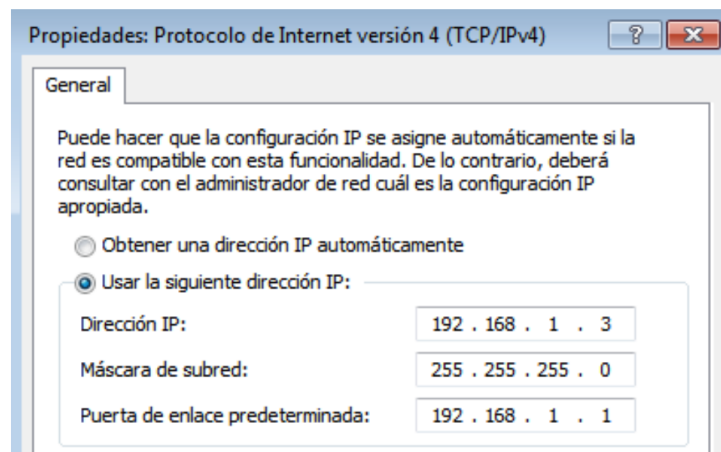 Propiedades: Protocolo de Internet versión 4 (TCP/IPv4)
?
General
Puede hacer que la configuración IP se asigne automáticamente si la
red es compatible con esta funcionalidad. De lo contrario, deberá
consultar con el administrador de red cuál es la configuración IP
apropiada.
Obtener una dirección IP automáticamente
Usar la siguiente dirección IP:
Dirección IP: 192 . 168 . 1 . 3
Máscara de subred: 255 . 255 . 255 . 0
Puerta de enlace predeterminada: 192 . 168 . 1 . 1